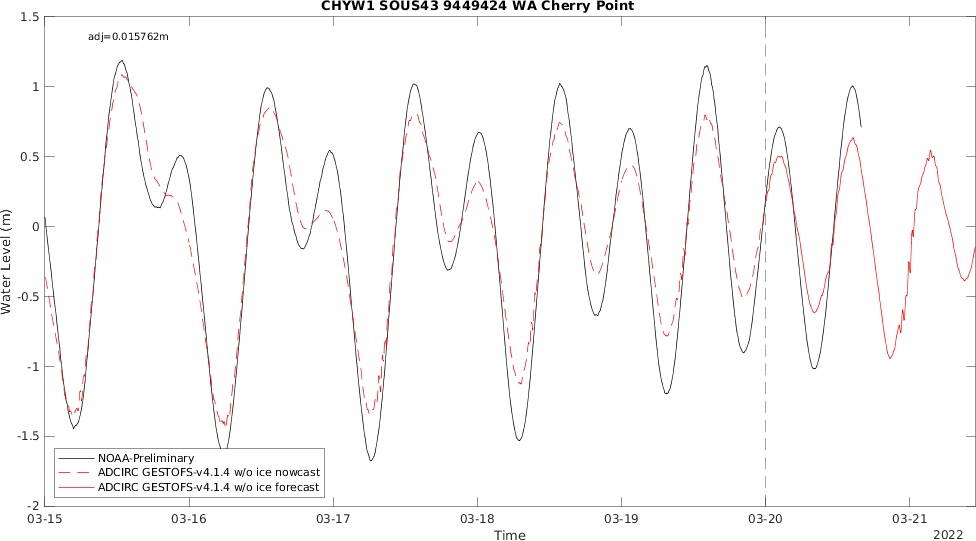 CHYW1 SOUS43 9449424 WA Cherry Point
adj=0.015762m
1.5
1
0.5
0
-0.5
-1
-1.5
-2
Water Level (m)
NOAA-Preliminary
ADCIRC GESTOFS-v4.1.4 w/o ice nowcast
ADCIRC GESTOFS-v4.1.4 w/o ice forecast
03-15 03-16 03-17 03-18 03-19 03-20 03-21
Time
2022